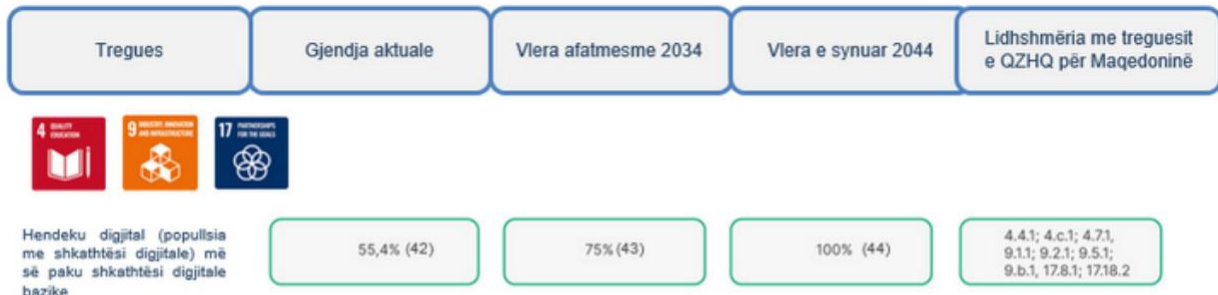 Tregues
Gjendja aktuale
Vlera afatmesme 2034
Vlera e synuar 2044
Lidhshmëria me treguesit
e QZHQ për Maqedoninë
4 QUALITY
EDUCATION
9 INDUSTRY, INNOVATION
AND INFRASTRUCTURE
17 PARTNERSHIPS
FOR THE GOALS
Hendeku digjital (popullsia
me shkathtësi digjitale) më
së paku shkathtësi digjitale
bazike
55,4% (42)
75% (43)
100% (44)
4.4.1; 4.c.1; 4.7.1,
9.1.1; 9.2.1; 9.5.1;
9.b.1, 17.8.1; 17.18.2